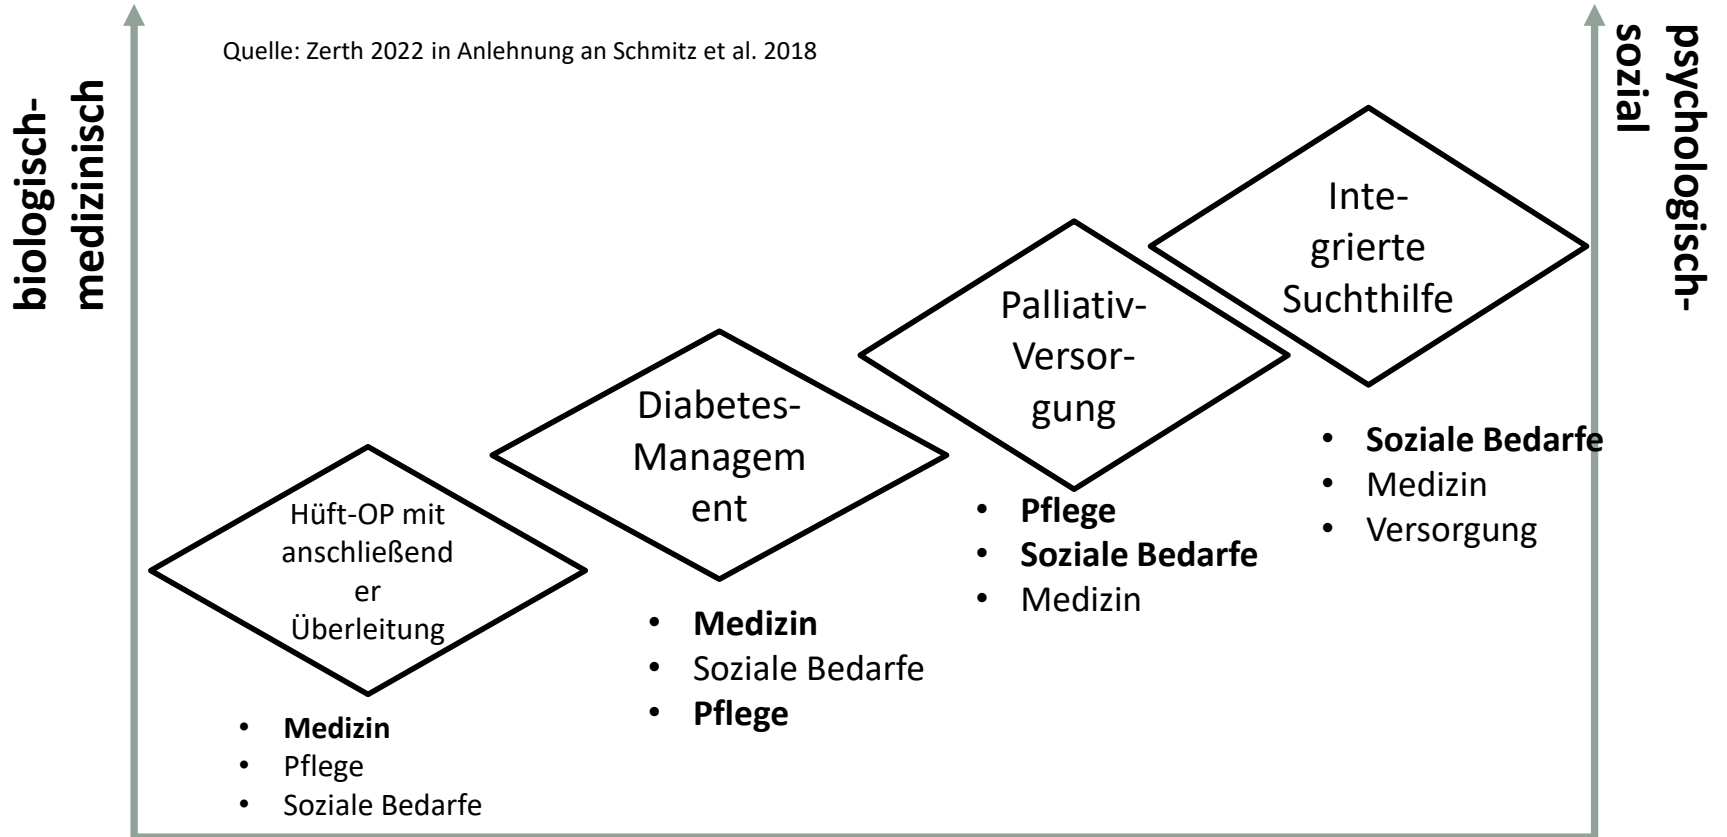 Quelle: Zerth 2022 in Anlehnung an Schmitz et al. 2018
biologisch-
medizinisch
Hüft-OP mit
anschließend
er
Überleitung
• Medizin
• Pflege
• Soziale Bedarfe
Diabetes-
Managem
ent
• Medizin
• Soziale Bedarfe
• Pflege
Palliativ-
Versor-
gung
• Pflege
• Soziale Bedarfe
• Medizin
Inte-
grierte
Suchthilfe
• Soziale Bedarfe
• Medizin
• Versorgung
psychologisch-
sozial